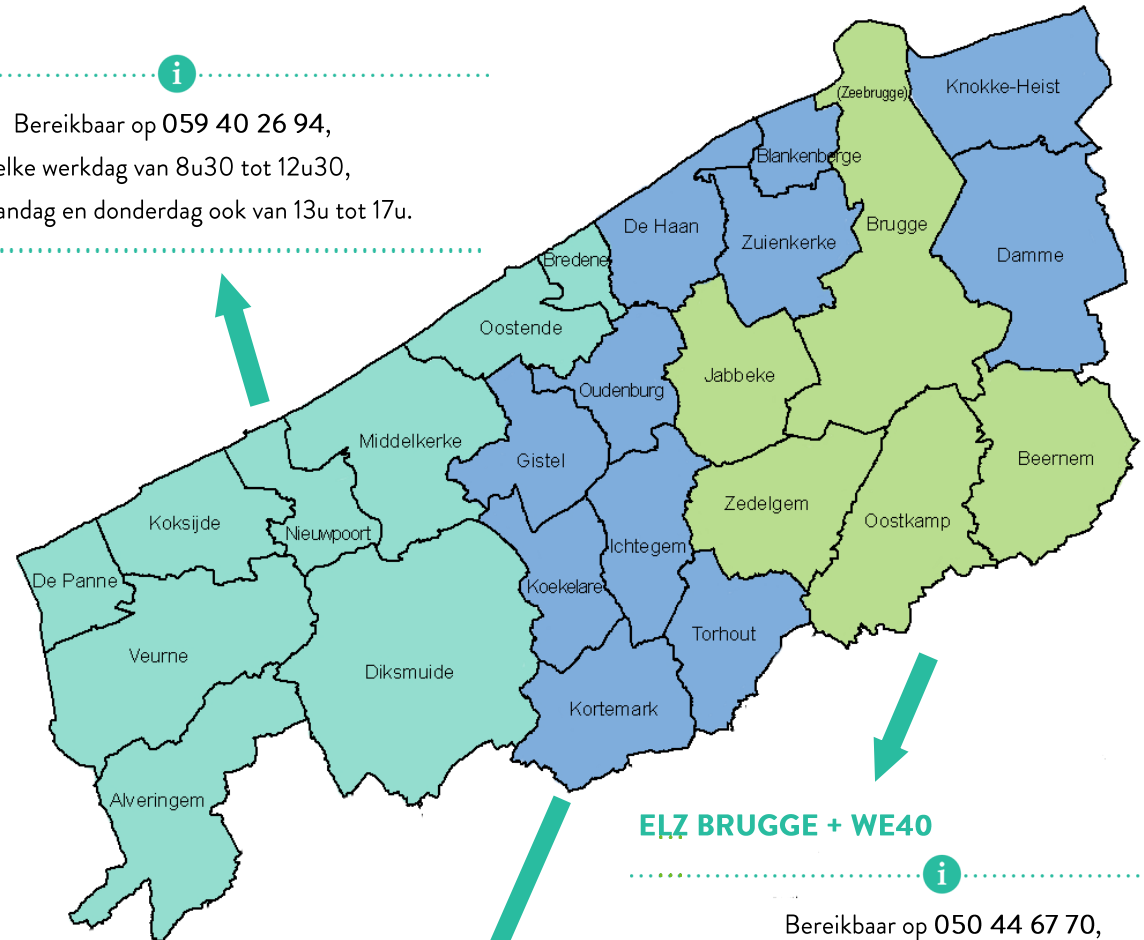 i
Bereikbaar op 059 40 26 94,
elke werkdag van 8u30 tot 12u30,
andag en donderdag ook van 13u tot 17u.
(Zeebrugge)
Knokke-Heist
Blankenberge
De Haan
Zuienkerke
Brugge
Damme
Bredene
Oostende
Jabbeke
Oudenburg
Middelkerke
Gistel
Beernem
Zedelgem
Oostkamp
Koksijde
Nieuwpoort
Ichtegem
De Panne
Koekelare
Torhout
Veurne
Diksmuide
Kortemark
Alveringem
ELZ BRUGGE + WE40
i
Bereikbaar op 050 44 67 70,